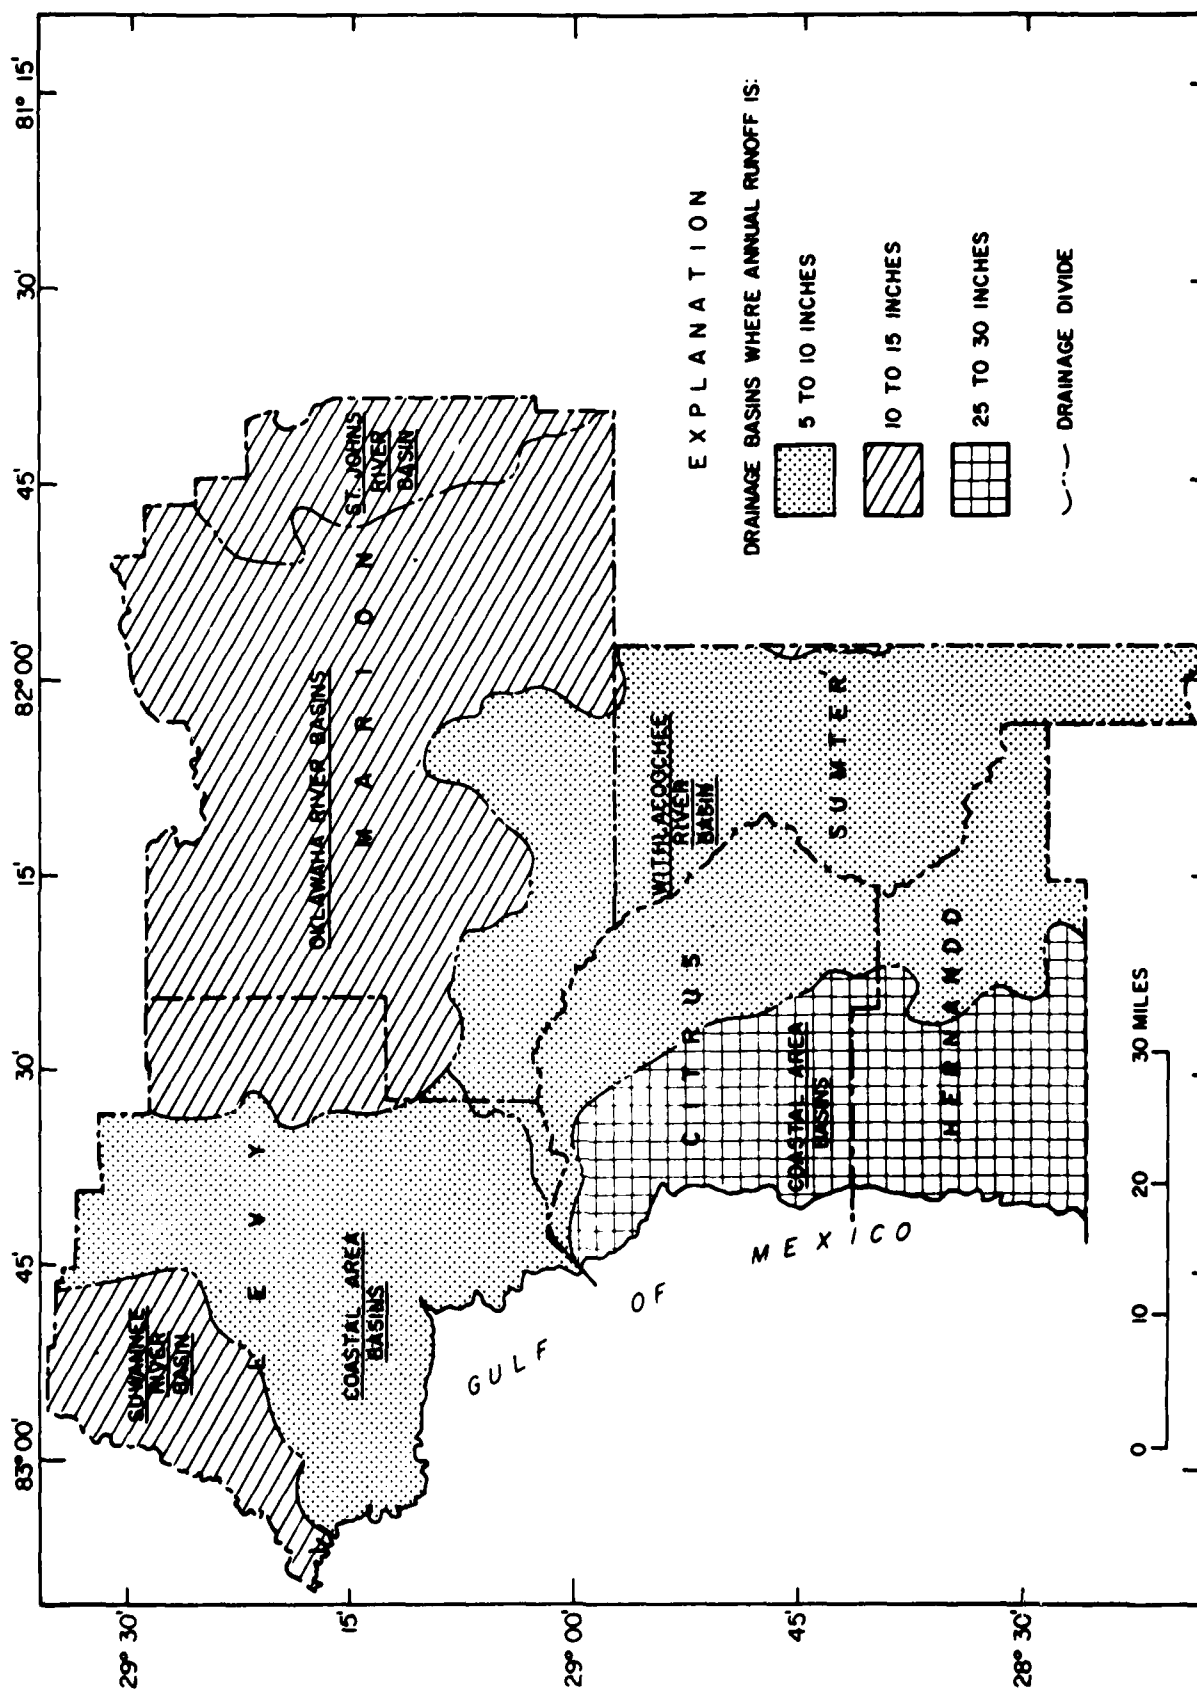 83° 00'
45'
30'
15'
82° 00'
45'
30'
81° 15'
29° 30'
15'
29° 00'
45'
28° 30'
SUWANNEE
RIVER
BASIN
LEVY
COASTAL AREA
BASINS
OKLAWAHA RIVER BASINS
MARION
ST. JOHNS
RIVER
BASIN
WITHLACOOCHEE
RIVER
BASIN
SUMTER
CITRUS
COASTAL AREA
BASINS
HERNANDO
GULF OF MEXICO
EXPLANATION
DRAINAGE BASINS WHERE ANNUAL RUNOFF IS:
5 TO 10 INCHES
10 TO 15 INCHES
25 TO 30 INCHES
DRAINAGE DIVIDE
0 10 20 30 MILES